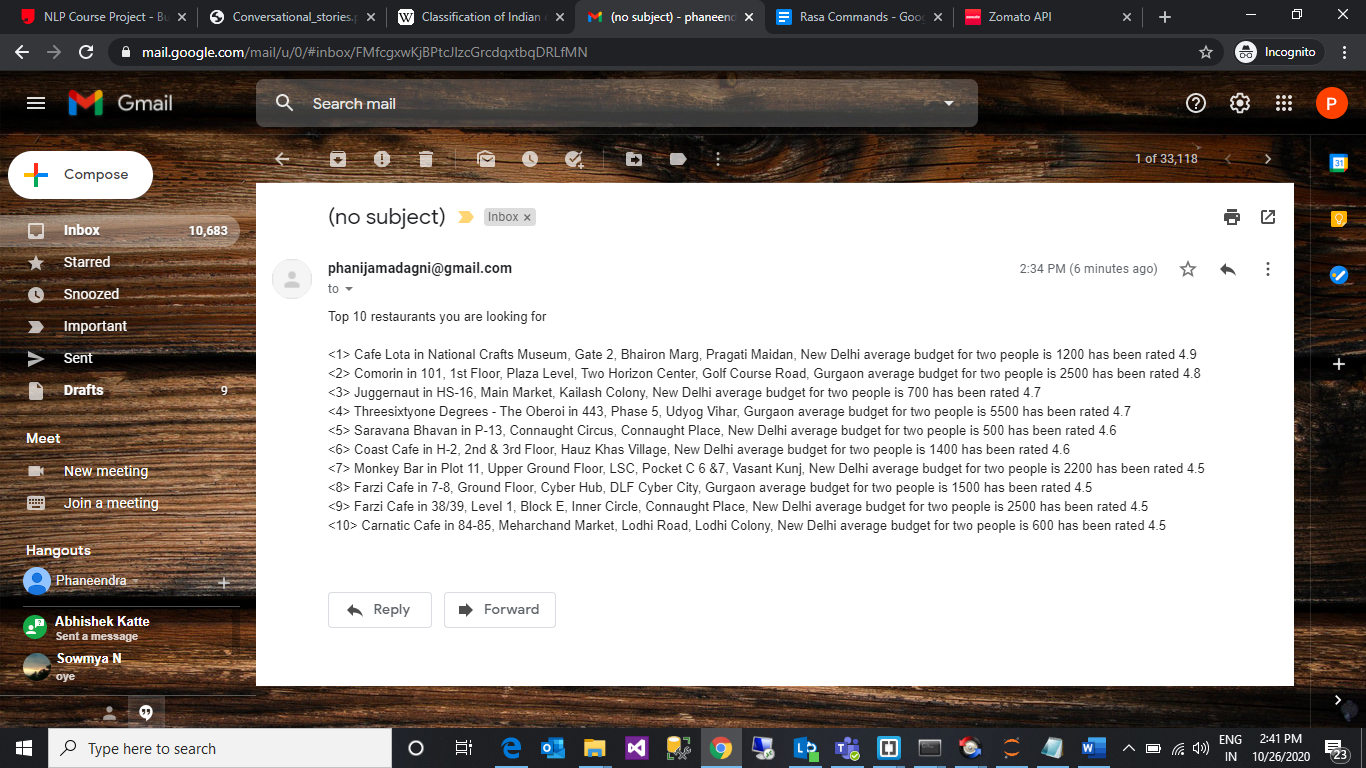 NLP Course Project - Bu
Conversational_stories.
Classification of Indian
(no subject) - phaneend
Rasa Commands - Goo
Zomato API
mail.google.com/mail/u/0/#inbox/FMfcgxwKjBPtcJlzcGrcdqxtbqDRLfMN
Incognito
Gmail
Search mail
P
Compose
1 of 33,118
31
Inbox 10,683
Starred
Snoozed
Important
Sent
Drafts 9
Meet
New meeting
Join a meeting
Hangouts
Phaneendra
Abhishek Katte
Sent a message
Sowmya N
oye
(no subject)
Inbox ×
phanijamadagni@gmail.com
2:34 PM (6 minutes ago)
to
Top 10 restaurants you are looking for
<1> Cafe Lota in National Crafts Museum, Gate 2, Bhairon Marg, Pragati Maidan, New Delhi average budget for two people is 1200 has been rated 4.9
<2> Comorin in 101, 1st Floor, Plaza Level, Two Horizon Center, Golf Course Road, Gurgaon average budget for two people is 2500 has been rated 4.8
<3> Juggernaut in HS-16, Main Market, Kailash Colony, New Delhi average budget for two people is 700 has been rated 4.7
<4> Threesixtyone Degrees - The Oberoi in 443, Phase 5, Udyog Vihar, Gurgaon average budget for two people is 5500 has been rated 4.7
<5> Saravana Bhavan in P-13, Connaught Circus, Connaught Place, New Delhi average budget for two people is 500 has been rated 4.6
<6> Coast Cafe in H-2, 2nd & 3rd Floor, Hauz Khas Village, New Delhi average budget for two people is 1400 has been rated 4.6
<7> Monkey Bar in Plot 11, Upper Ground Floor, LSC, Pocket C 6 &7, Vasant Kunj, New Delhi average budget for two people is 2200 has been rated 4.5
<8> Farzi Cafe in 7-8, Ground Floor, Cyber Hub, DLF Cyber City, Gurgaon average budget for two people is 1500 has been rated 4.5
<9> Farzi Cafe in 38/39, Level 1, Block E, Inner Circle, Connaught Place, New Delhi average budget for two people is 2500 has been rated 4.5
<10> Carnatic Cafe in 84-85, Meharchand Market, Lodhi Road, Lodhi Colony, New Delhi average budget for two people is 600 has been rated 4.5
Reply
Forward
Type here to search
ENG
IN
2:41 PM
10/26/2020
23